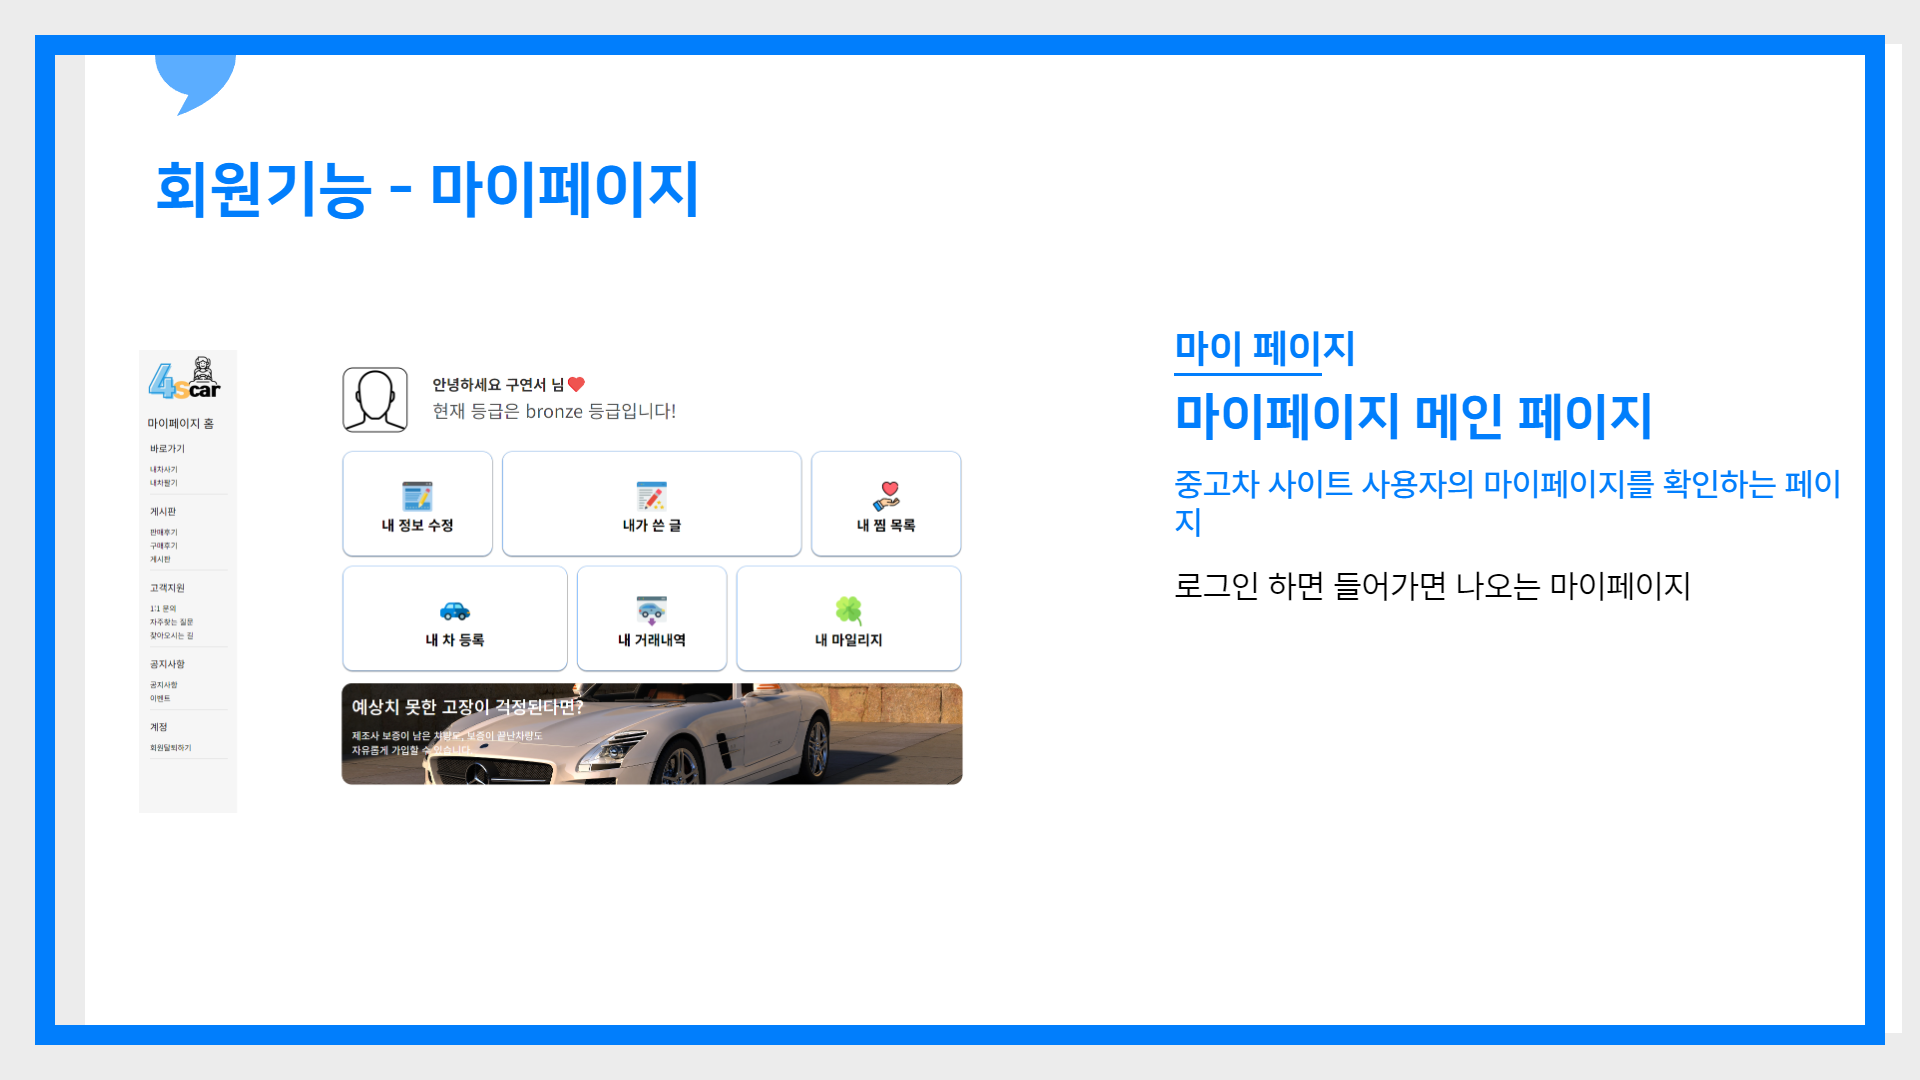 회원기능 - 마이페이지
4scar
마이페이지 홈
바로가기
내차사기
내차팔기
게시판
판매후기
구매후기
게시판
고객지원
1:1 문의
자주찾는 질문
찾아오시는 길
공지사항
공지사항
이벤트
계정
회원탈퇴하기
안녕하세요 구연서 님
현재 등급은 bronze 등급입니다!
내 정보 수정
내가 쓴 글
내 찜 목록
내 차 등록
내 거래내역
내 마일리지
예상치 못한 고장이 걱정된다면?
제조사 보증이 남은 차량도, 보증이 끝난차량도
자유롭게 가입할 수 있습니다
마이 페이지
마이페이지 메인 페이지
중고차 사이트 사용자의 마이페이지를 확인하는 페이
지
로그인 하면 들어가면 나오는 마이페이지